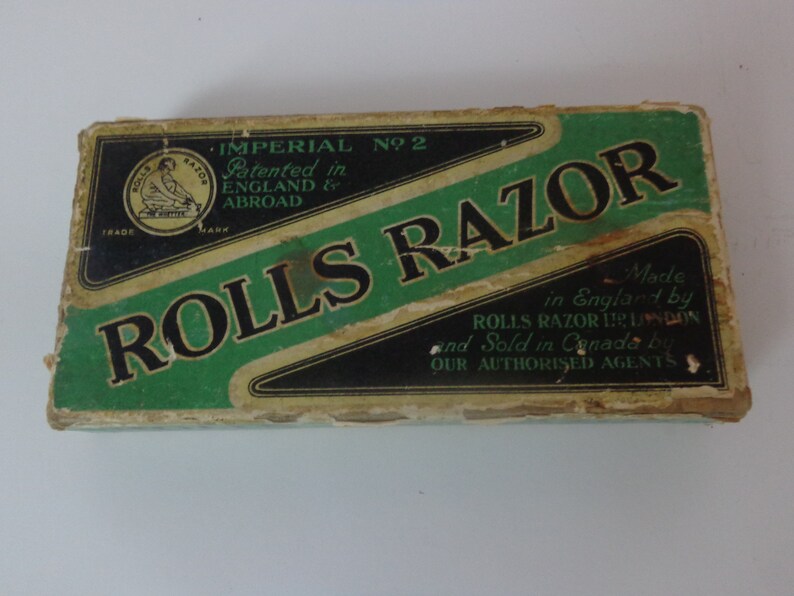 IMPERIAL Nº 2
Patented in
ENGLAND &
ABROAD
ROLLS RAZOR
THE WHETTER
TRADE MARK
ROLLS RAZOR
Made
in England by
ROLLS RAZOR LTD, LONDON
and Sold in Canada by
OUR AUTHORISED AGENTS